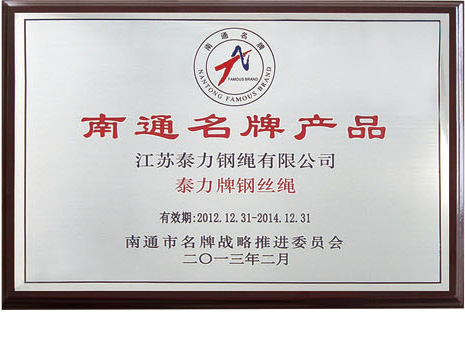 南通名牌
FAMOUS BRAND
NANTONG FAMOUS BRAND
南通名牌产品
江苏泰力钢绳有限公司
泰力牌钢丝绳
有效期:2012.12.31-2014.12.31
南通市名牌战略推进委员会
二〇一三年二月